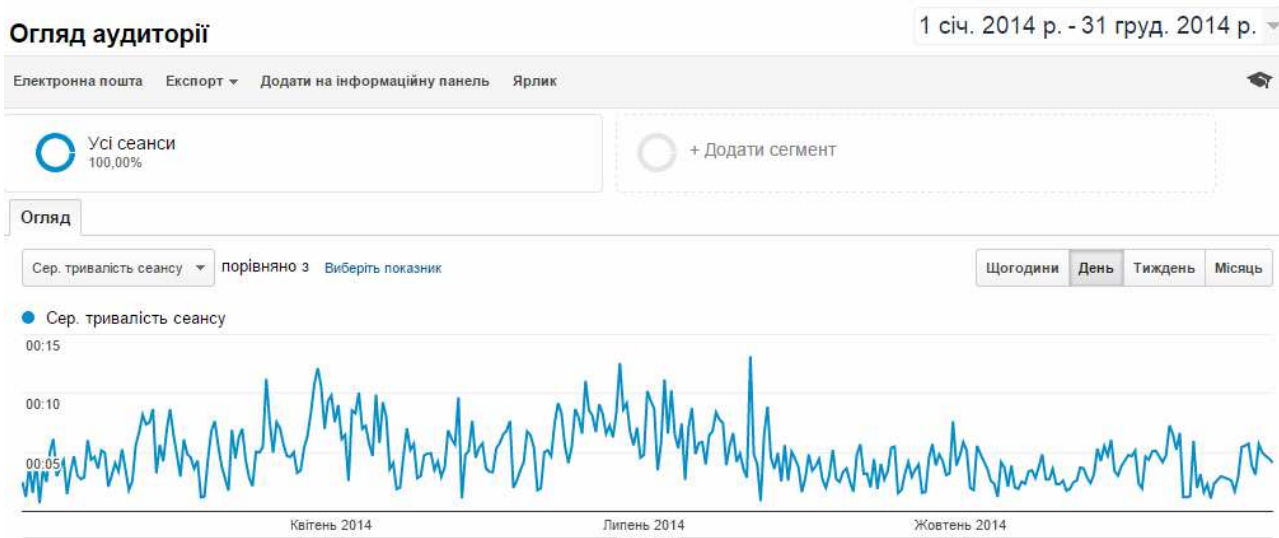 Огляд аудиторії
1 січ. 2014 р. - 31 груд. 2014 р.
Електронна пошта Експорт Додати на інформаційну панель Ярлик
Усі сеанси
100,00%
+ Додати сегмент
Огляд
Сер. тривалість сеансу порівняно з Виберіть показник
Щогодини День Тиждень Місяць
Сер. тривалість сеансу
00:15
00:10
00:05
Квітень 2014 Липень 2014 Жовтень 2014